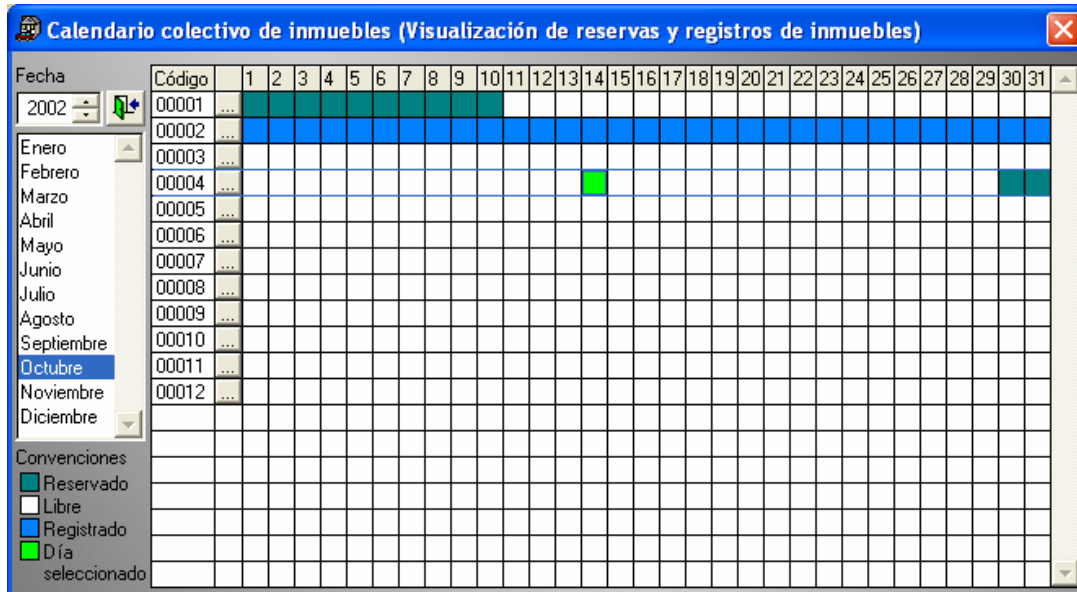 Calendario colectivo de inmuebles (Visualización de reservas y registros de inmuebles)
Fecha
2002
Enero
Febrero
Marzo
Abril
Mayo
Junio
Julio
Agosto
Septiembre
Octubre
Noviembre
Diciembre
Convenciones
Reservado
Libre
Registrado
Día
seleccionado
Código 1 2 3 4 5 6 7 8 9 10 11 12 13 14 15 16 17 18 19 20 21 22 23 24 25 26 27 28 29 30 31
00001 ...
00002 ...
00003 ...
00004 ...
00005 ...
00006 ...
00007 ...
00008 ...
00009 ...
00010 ...
00011 ...
00012 ...